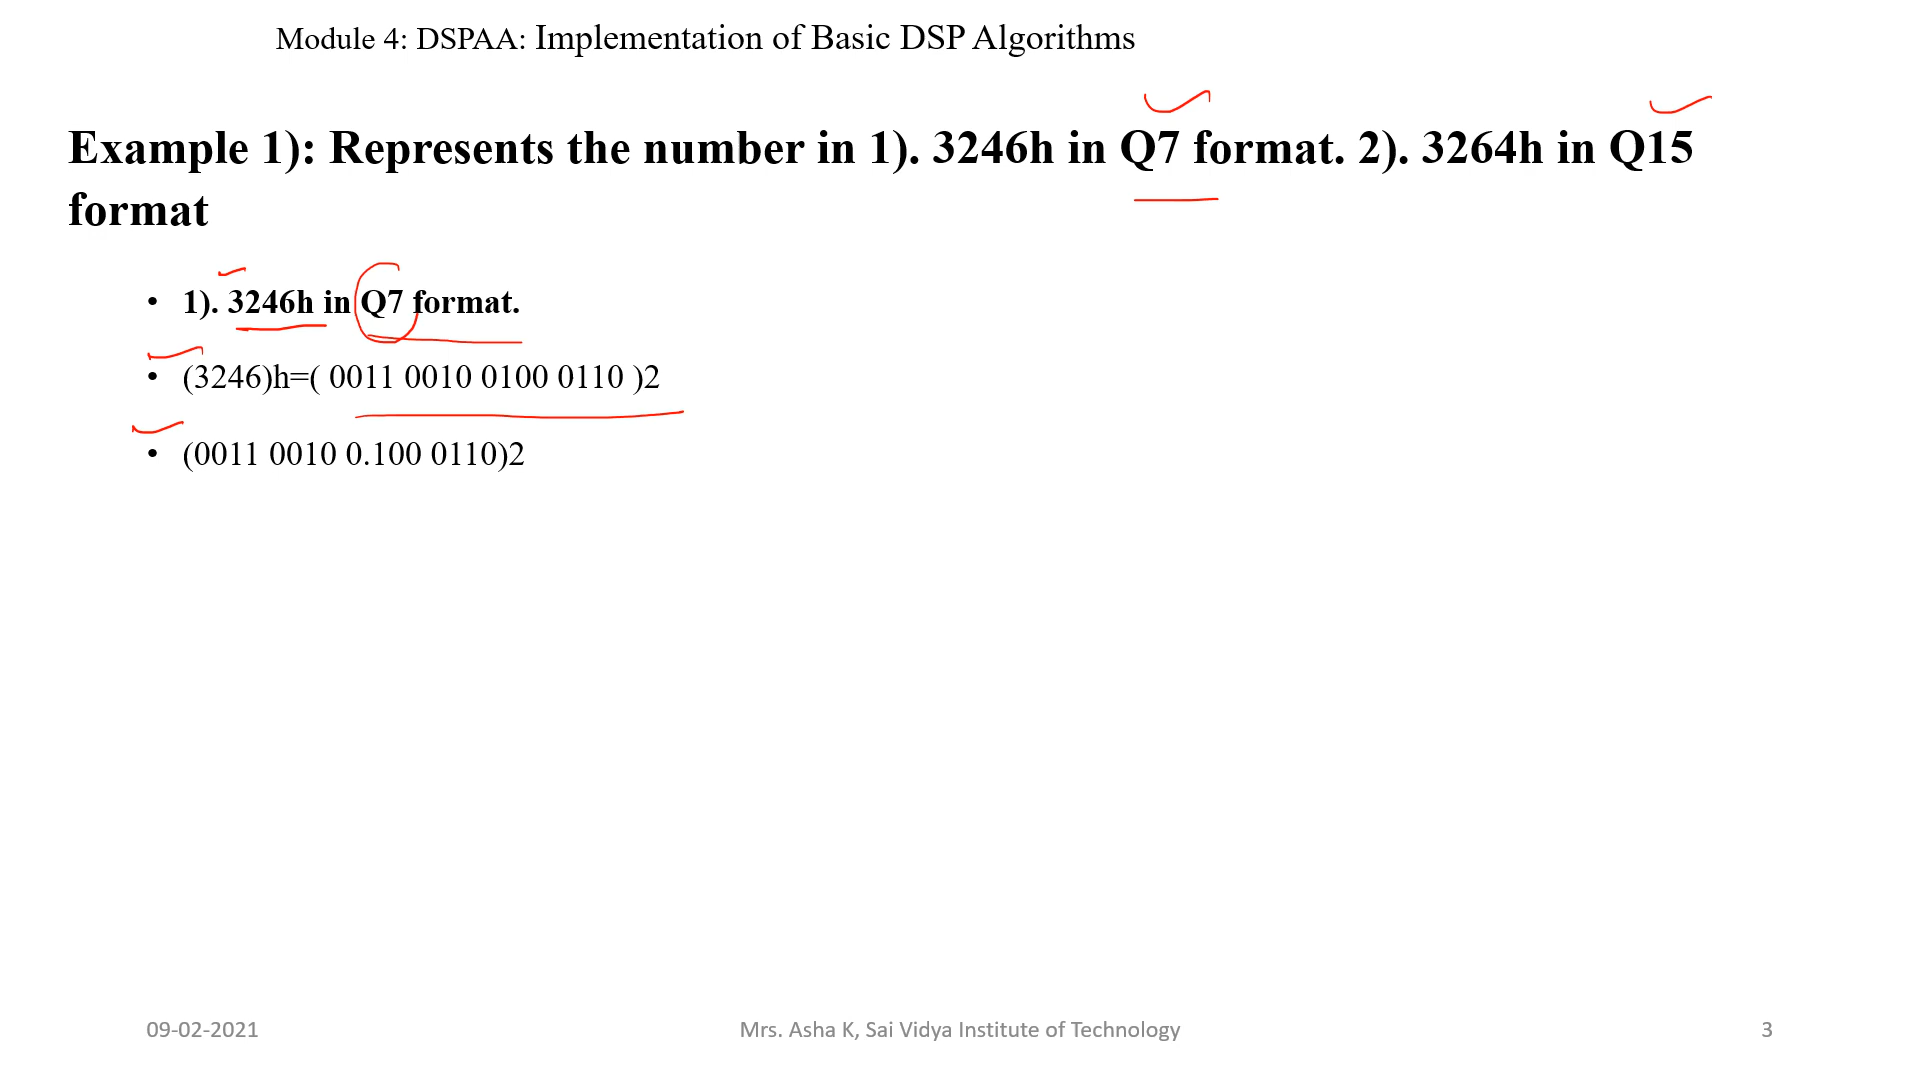 Module 4: DSPAA: Implementation of Basic DSP Algorithms
Example 1): Represents the number in 1). 3246h in Q7 format. 2). 3264h in Q15
format
• 1). 3246h in Q7 format.
• (3246)h=( 0011 0010 0100 0110 )2
• (0011 0010 0.100 0110)2
09-02-2021
Mrs. Asha K, Sai Vidya Institute of Technology
3